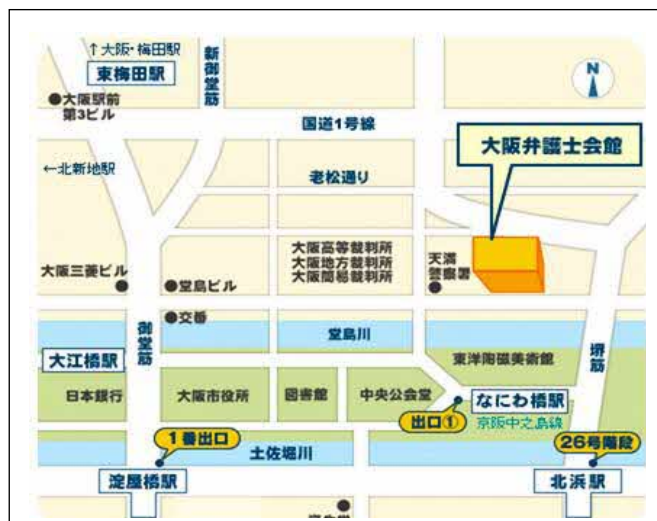 ↑大阪・梅田駅
東梅田駅
新御堂筋
N
●大阪駅前
第3ビル
国道1号線
大阪弁護士会館
←北新地駅
老松通り
大阪高等裁判所
大阪地方裁判所
大阪簡易裁判所
天満
警察署
大阪三菱ビル
堂島ビル
交番
御堂筋
堂島川
堺筋
大江橋駅
東洋陶磁美術館
日本銀行
大阪市役所
図書館
中央公会堂
なにわ橋駅
出口①
京阪中之島線
1番出口
土佐堀川
26号階段
淀屋橋駅
北浜駅